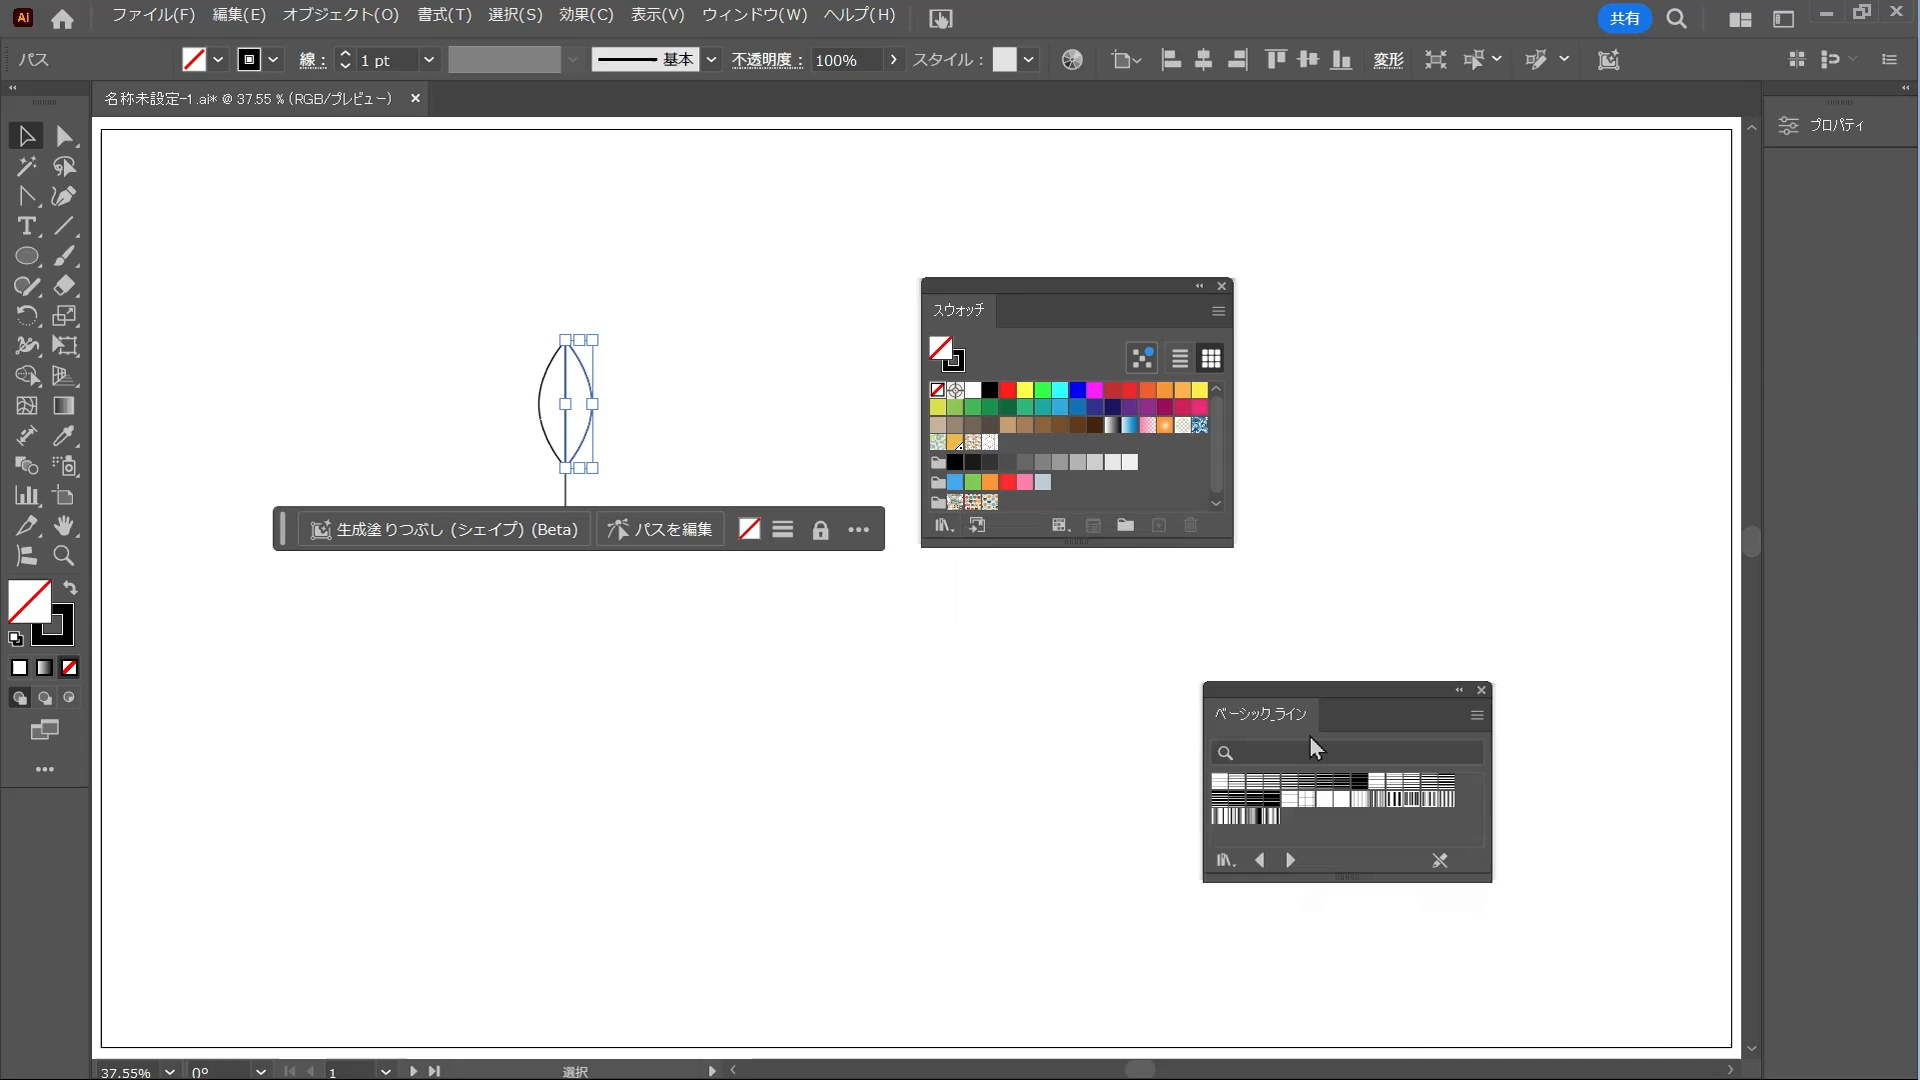 Ai
ファイル(F) 編集(E) オブジェクト(O) 書式(T) 選択(S) 効果(C) 表示(V) ウィンドウ(W) ヘルプ(H)
共有
パス
線 :
1 pt
基本
不透明度 :
100%
スタイル :
変形
名称未設定-1.ai* @ 37.55 % (RGB/プレビュー)
プロパティ
スウォッチ
生成塗りつぶし (シェイプ) (Beta)
パスを編集
ベーシック_ライン
37.55%
0°
1
選択